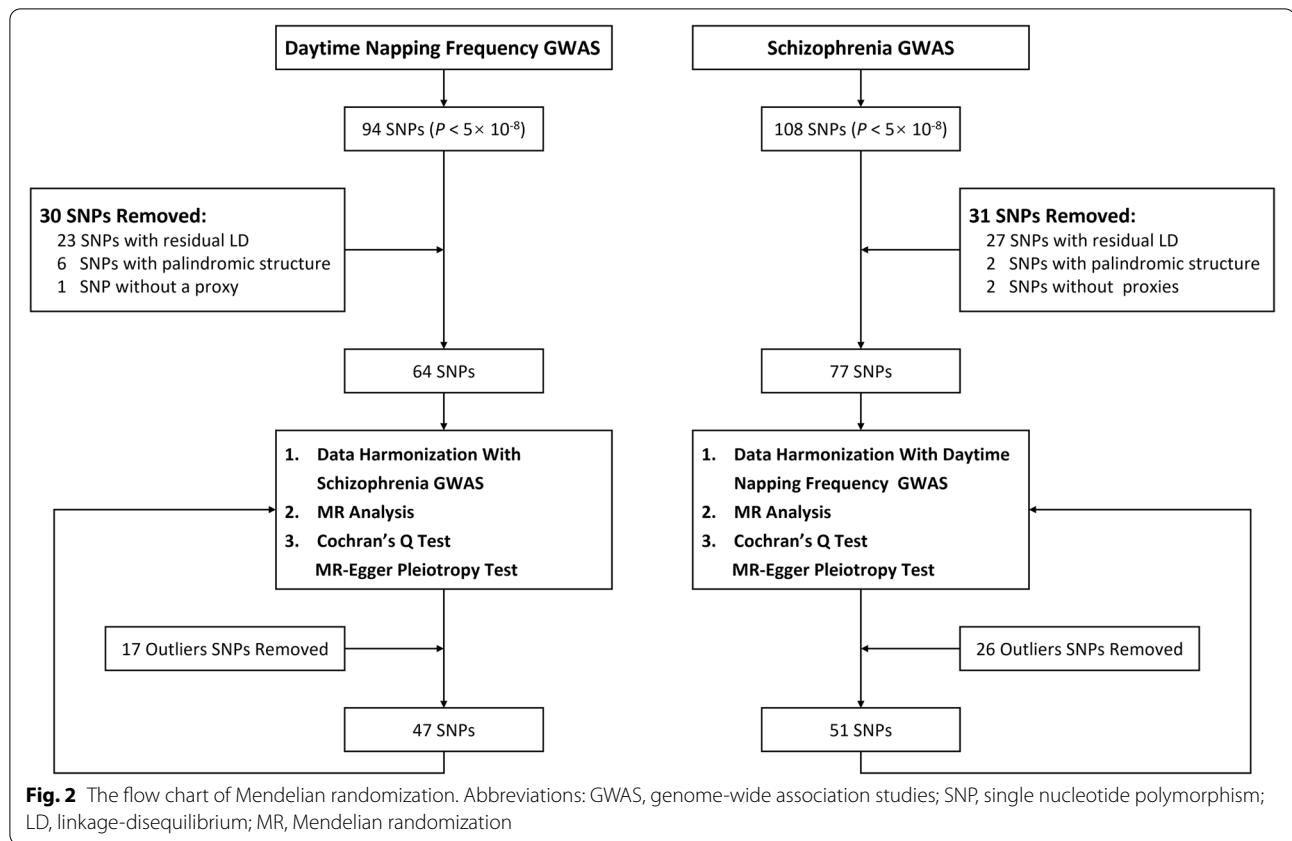 Daytime Napping Frequency GWAS
94 SNPs (P < 5× 10⁻⁸)
30 SNPs Removed:
23 SNPs with residual LD
6 SNPs with palindromic structure
1 SNP without a proxy
64 SNPs
1. Data Harmonization With
Schizophrenia GWAS
2. MR Analysis
3. Cochran's Q Test
MR-Egger Pleiotropy Test
17 Outliers SNPs Removed
47 SNPs
Schizophrenia GWAS
108 SNPs (P < 5× 10⁻⁸)
31 SNPs Removed:
27 SNPs with residual LD
2 SNPs with palindromic structure
2 SNPs without proxies
77 SNPs
1. Data Harmonization With Daytime
Napping Frequency GWAS
2. MR Analysis
3. Cochran's Q Test
MR-Egger Pleiotropy Test
26 Outliers SNPs Removed
51 SNPs
Fig. 2 The flow chart of Mendelian randomization. Abbreviations: GWAS, genome-wide association studies; SNP, single nucleotide polymorphism;
LD, linkage-disequilibrium; MR, Mendelian randomization